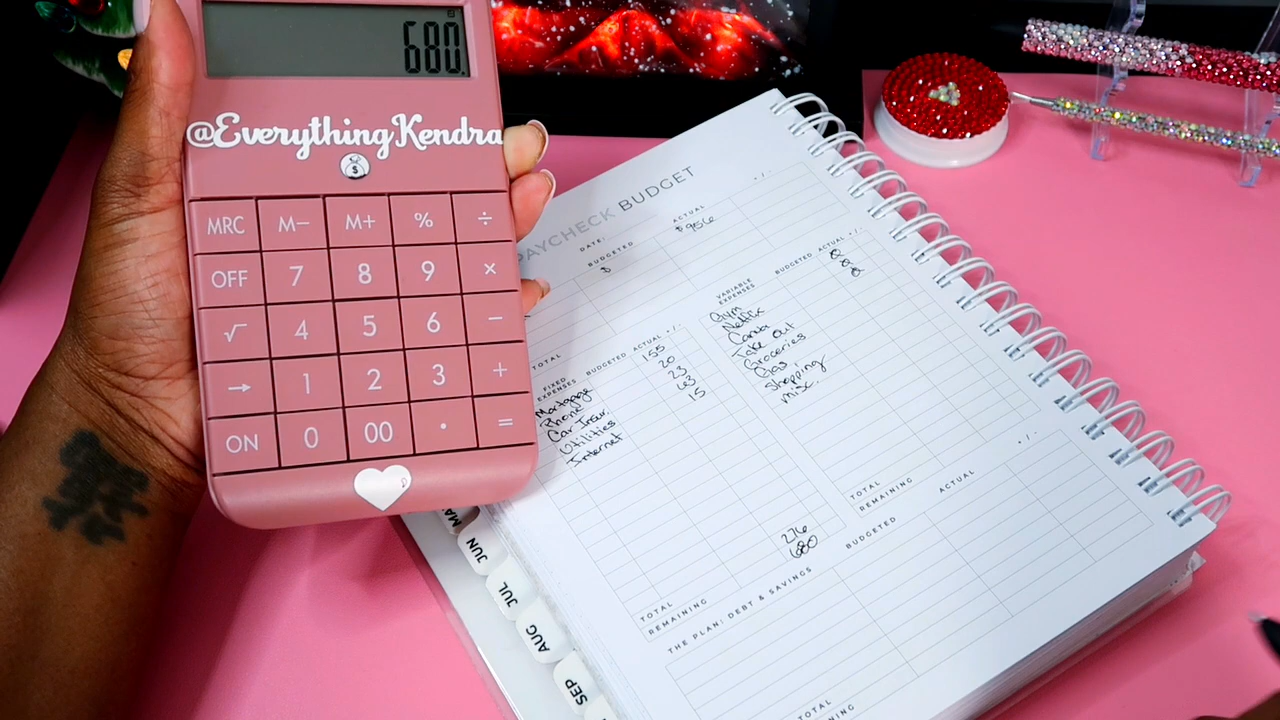 680.
@EverythingKendra
$
MRC M- M+ % ÷
OFF 7 8 9 ×
√ 4 5 6 −
→ 1 2 3 +
ON 0 00 . =
PAYCHECK BUDGET
DATE:
BUDGETED ACTUAL + / -
$ $956
TOTAL
FIXED EXPENSES BUDGETED ACTUAL + / -
Mortgage 155
Phone 20
Car Insur. 23
Utilities 63
Internet 15
TOTAL 276
REMAINING 680
VARIABLE EXPENSES BUDGETED ACTUAL + / -
Gym
Netflix
Canva
Take Out
Groceries
Gas
Shopping
misc.
TOTAL
REMAINING
THE PLAN: DEBT & SAVINGS BUDGETED ACTUAL + / -
TOTAL
REMAINING
JUN
JUL
AUG
SEP